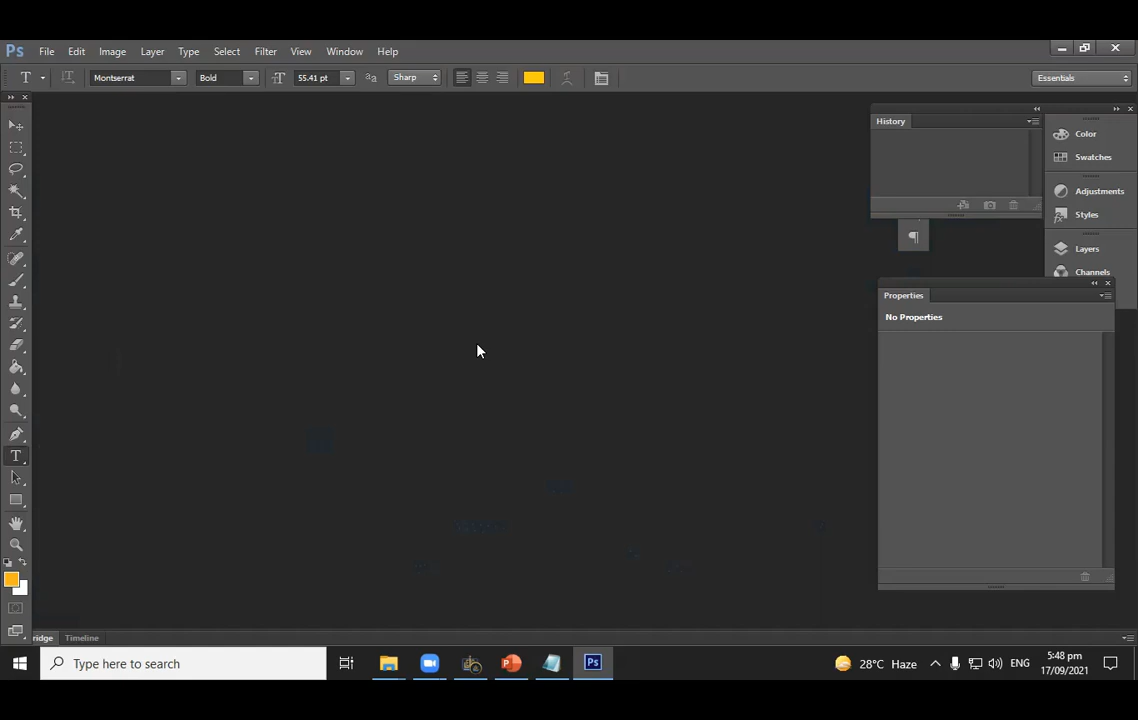 Ps File Edit Image Layer Type Select Filter View Window Help
T T Montserrat Bold T 55.41 pt aa Sharp Essentials
History
Color
Swatches
Adjustments
Styles
¶
Layers
Channels
Properties
No Properties
T
ridge Timeline
Type here to search
Ps
28°C Haze
ENG
5:48 pm
17/09/2021